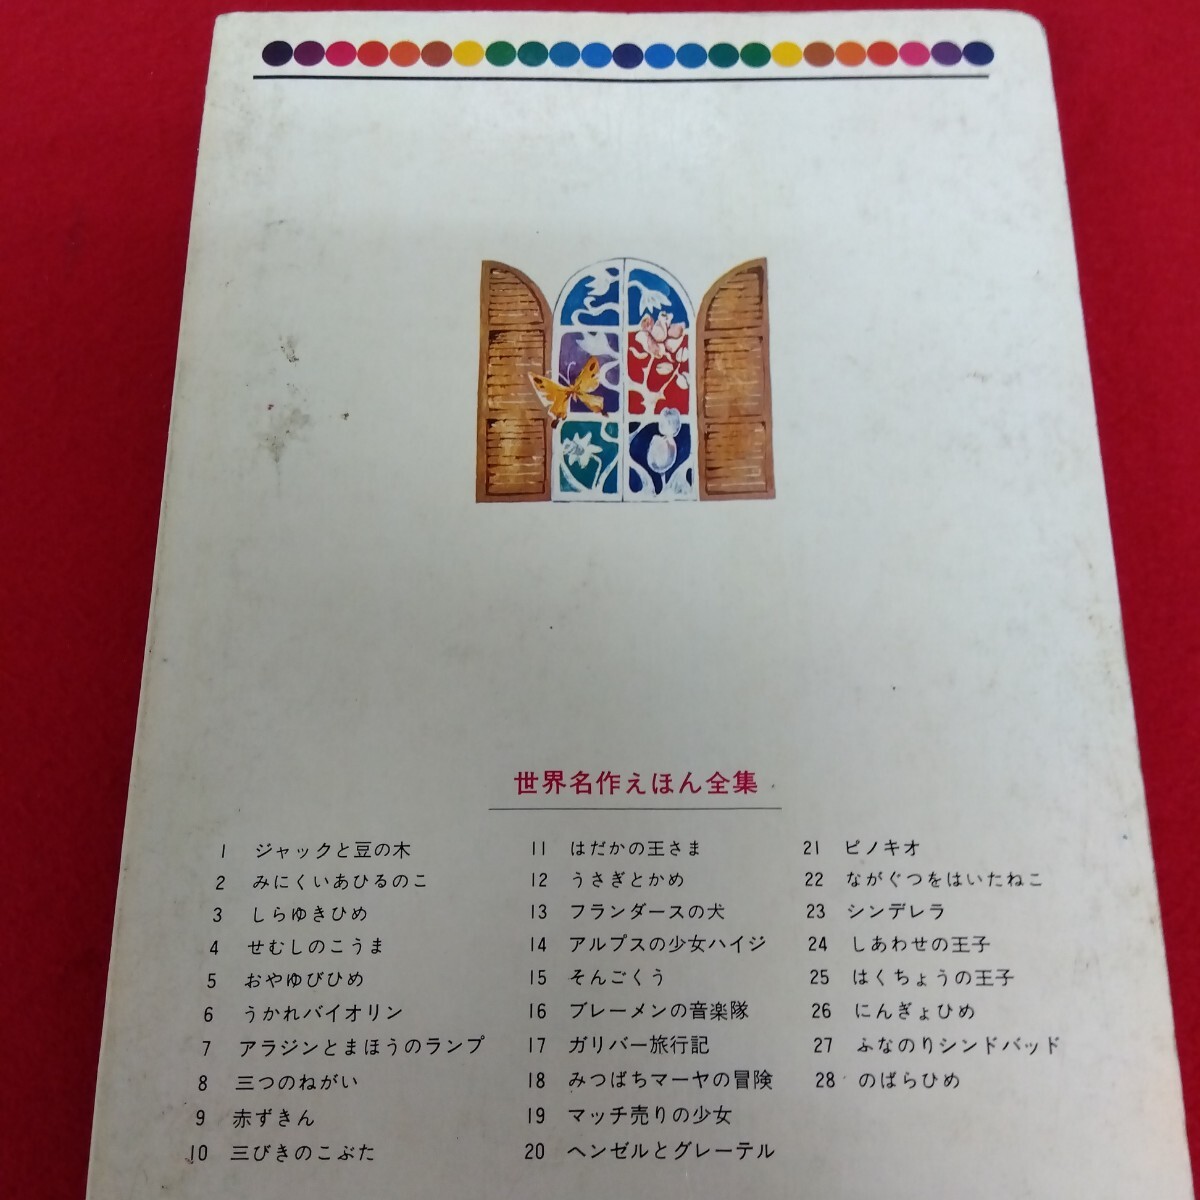 世界名作えほん全集
1 ジャックと豆の木
2 みにくいあひるのこ
3 しらゆきひめ
4 せむしのこうま
5 おやゆびひめ
6 うかれバイオリン
7 アラジンとまほうのランプ
8 三つのねがい
9 赤ずきん
10 三びきのこぶた
11 はだかの王さま
12 うさぎとかめ
13 フランダースの犬
14 アルプスの少女ハイジ
15 そんごくう
16 ブレーメンの音楽隊
17 ガリバー旅行記
18 みつばちマーヤの冒険
19 マッチ売りの少女
20 ヘンゼルとグレーテル
21 ピノキオ
22 ながぐつをはいたねこ
23 シンデレラ
24 しあわせの王子
25 はくちょうの王子
26 にんぎょひめ
27 ふなのりシンドバッド
28 のばらひめ